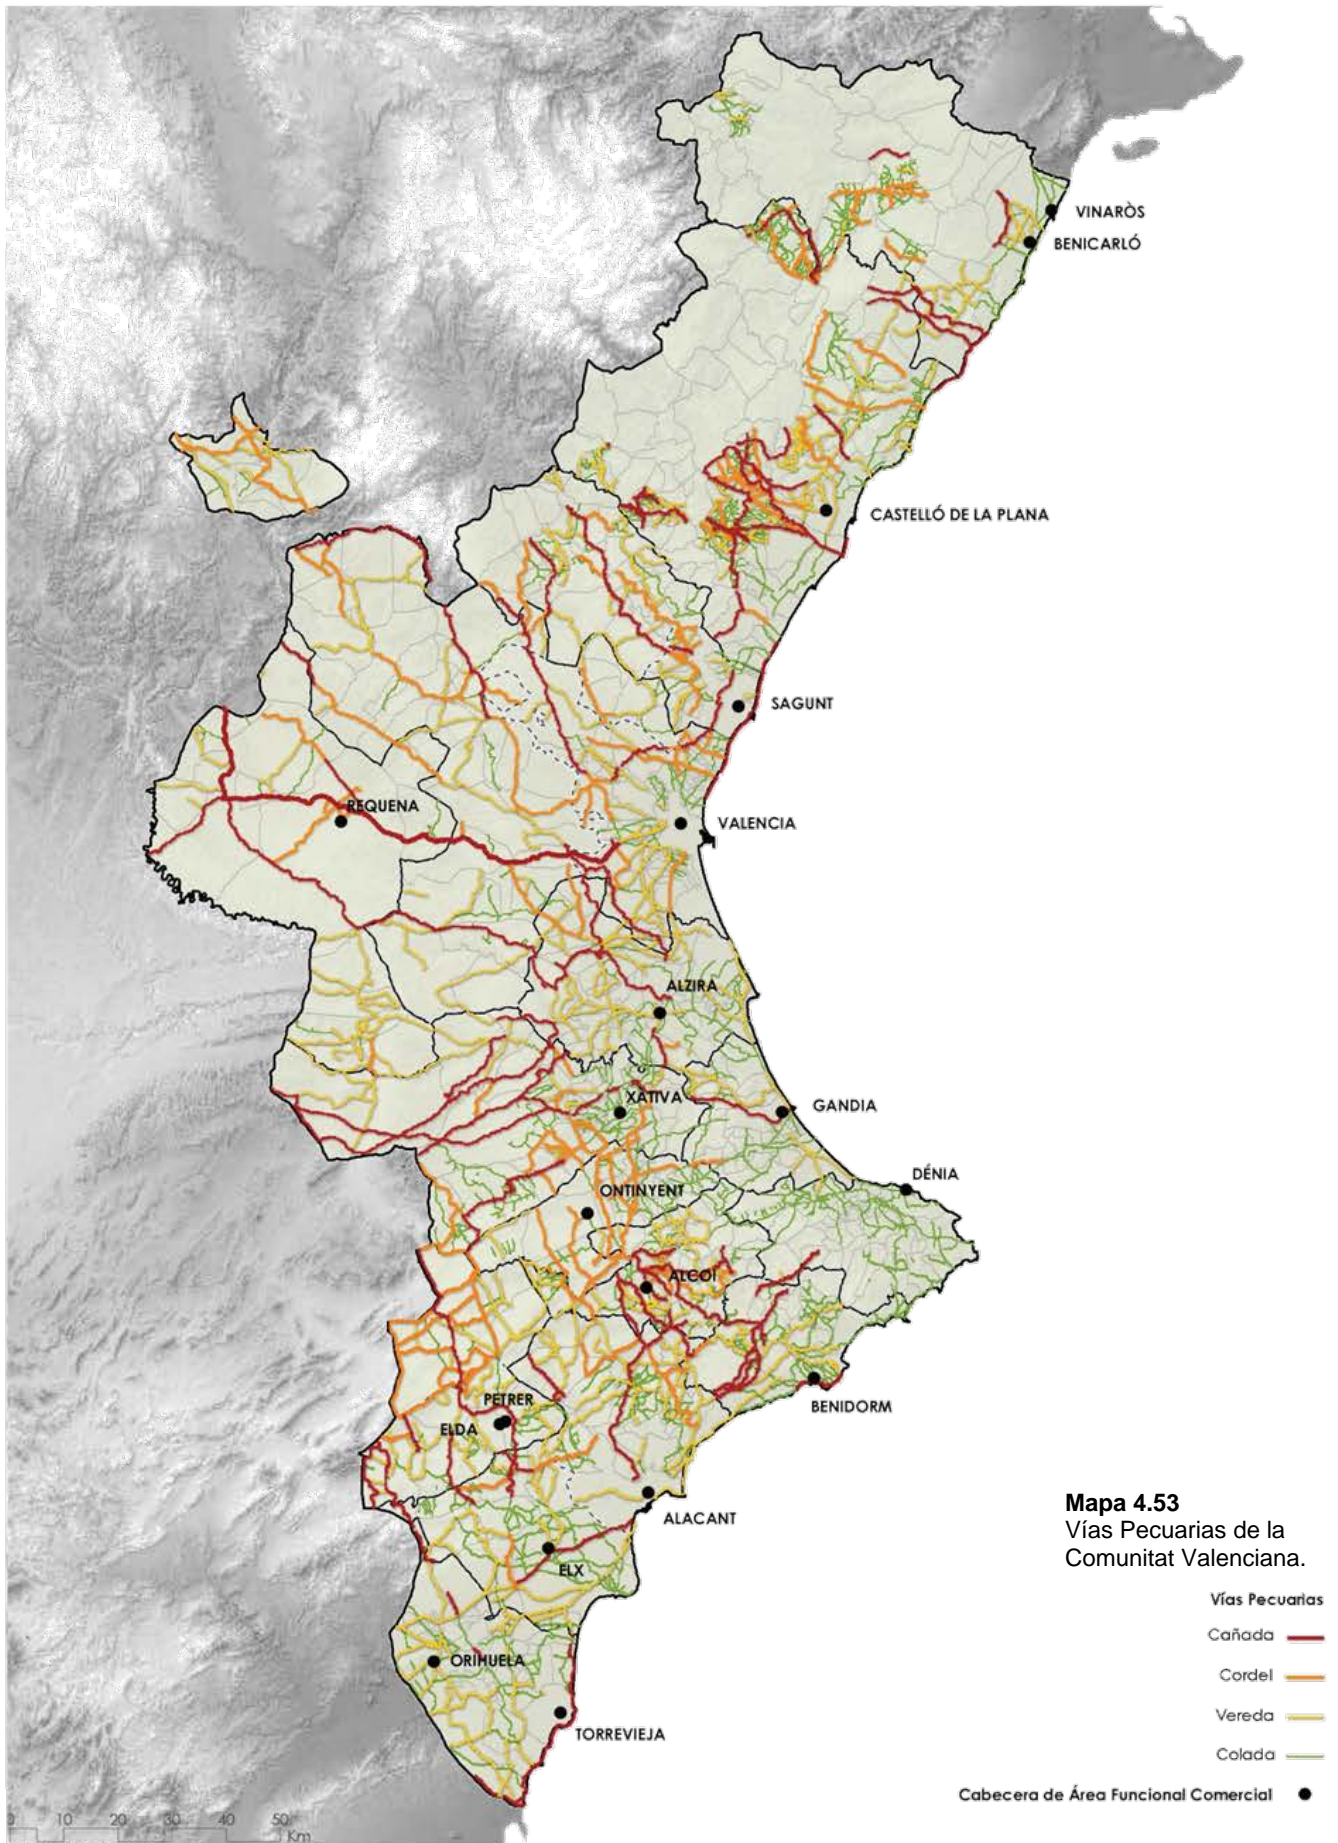 VINARÒS
BENICARLÓ
CASTELLÓ DE LA PLANA
SAGUNT
REQUENA
VALENCIA
ALZIRA
XATIVA
GANDIA
DÉNIA
ONTINYENT
ALCOI
BENIDORM
PETRER
ELDA
ALACANT
ELX
ORIHUELA
TORREVIEJA
Mapa 4.53
Vías Pecuarias de la
Comunitat Valenciana.
Vías Pecuarias
Cañada
Cordel
Vereda
Colada
Cabecera de Área Funcional Comercial
0 10 20 30 40 50
Km